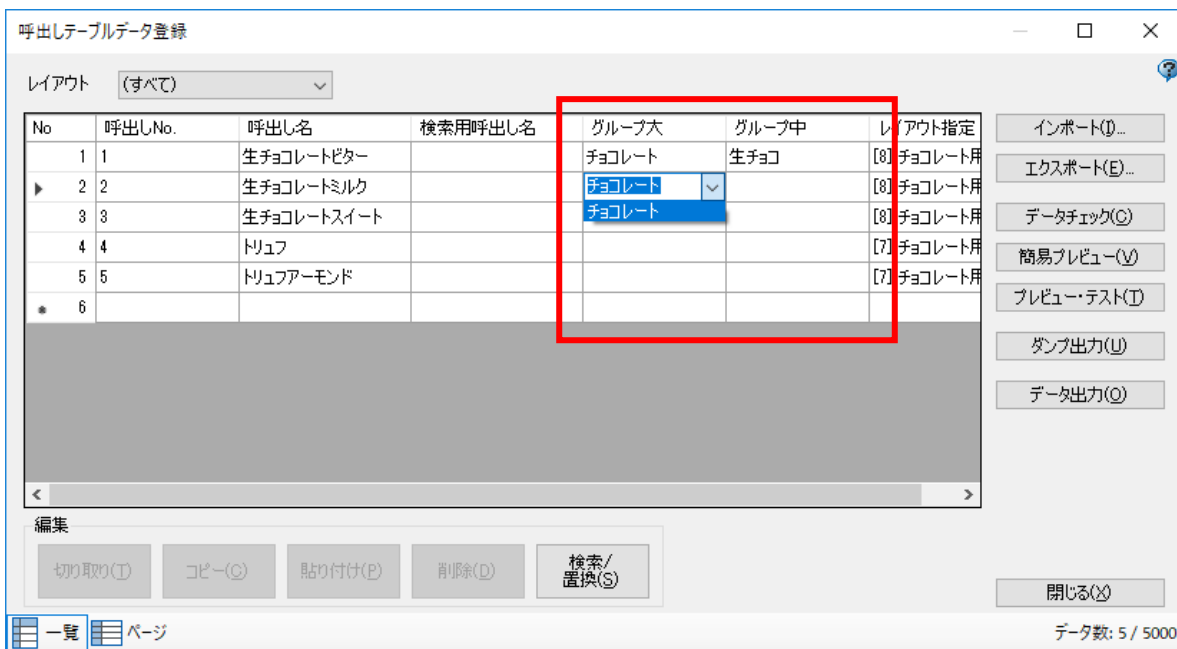 呼出しテーブルデータ登録
レイアウト (すべて)
No 呼出しNo. 呼出し名 検索用呼出し名 グループ大 グループ中 レイアウト指定
1 1 生チョコレートビター チョコレート 生チョコ [8] チョコレート用
2 2 生チョコレートミルク チョコレート [8] チョコレート用
3 3 生チョコレートスイート チョコレート [8] チョコレート用
4 4 トリュフ [7] チョコレート用
5 5 トリュフアーモンド [7] チョコレート用
6
インポート(I)...
エクスポート(E)...
データチェック(C)
簡易プレビュー(V)
プレビュー・テスト(T)
ダンプ出力(U)
データ出力(O)
編集
切り取り(T) コピー(C) 貼り付け(P) 削除(D) 検索/
置換(S)
閉じる(X)
一覧 ページ データ数: 5 / 5000